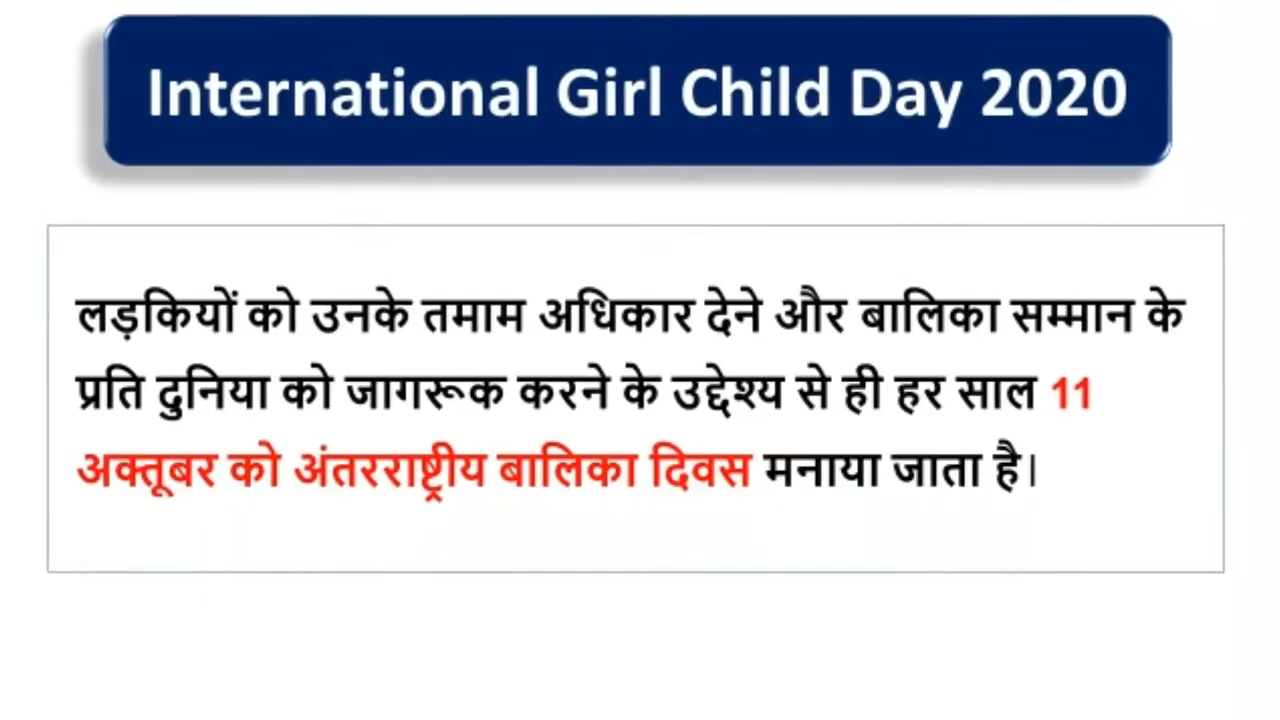 International Girl Child Day 2020
लड़कियों को उनके तमाम अधिकार देने और बालिका सम्मान के
प्रति दुनिया को जागरूक करने के उद्देश्य से ही हर साल 11
अक्तूबर को अंतरराष्ट्रीय बालिका दिवस मनाया जाता है।